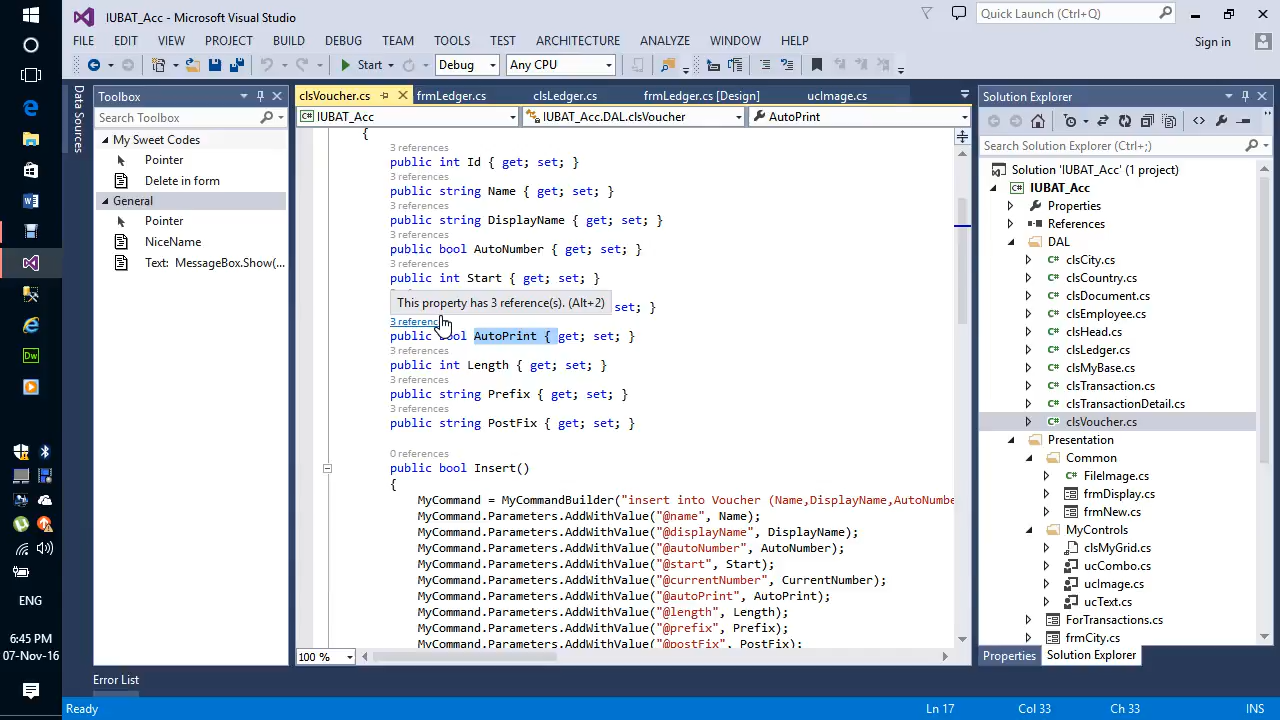 IUBAT_Acc - Microsoft Visual Studio
Quick Launch (Ctrl+Q)
FILE EDIT VIEW PROJECT BUILD DEBUG TEAM TOOLS TEST ARCHITECTURE ANALYZE WINDOW HELP
Sign in
Start Debug Any CPU
Data Sources
Toolbox
Search Toolbox
My Sweet Codes
Pointer
Delete in form
General
Pointer
NiceName
Text: MessageBox.Show(...
clsVoucher.cs frmLedger.cs clsLedger.cs frmLedger.cs [Design] ucImage.cs
IUBAT_Acc IUBAT_Acc.DAL.clsVoucher AutoPrint
{
3 references
public int Id { get; set; }
3 references
public string Name { get; set; }
3 references
public string DisplayName { get; set; }
3 references
public bool AutoNumber { get; set; }
3 references
public int Start { get; set; }
This property has 3 reference(s). (Alt+2)
set; }
3 referenc
public bool AutoPrint { get; set; }
3 references
public int Length { get; set; }
3 references
public string Prefix { get; set; }
3 references
public string PostFix { get; set; }
0 references
public bool Insert()
{
MyCommand = MyCommandBuilder("insert into Voucher (Name,DisplayName,AutoNumbe
MyCommand.Parameters.AddWithValue("@name", Name);
MyCommand.Parameters.AddWithValue("@displayName", DisplayName);
MyCommand.Parameters.AddWithValue("@autoNumber", AutoNumber);
MyCommand.Parameters.AddWithValue("@start", Start);
MyCommand.Parameters.AddWithValue("@currentNumber", CurrentNumber);
MyCommand.Parameters.AddWithValue("@autoPrint", AutoPrint);
MyCommand.Parameters.AddWithValue("@length", Length);
MyCommand.Parameters.AddWithValue("@prefix", Prefix);
MyCommand.Parameters.AddWithValue("@postFix", PostFix);
100 %
Solution Explorer
Search Solution Explorer (Ctrl+;)
Solution 'IUBAT_Acc' (1 project)
IUBAT_Acc
Properties
References
DAL
clsCity.cs
clsCountry.cs
clsDocument.cs
clsEmployee.cs
clsHead.cs
clsLedger.cs
clsMyBase.cs
clsTransaction.cs
clsTransactionDetail.cs
clsVoucher.cs
Presentation
Common
FileImage.cs
frmDisplay.cs
frmNew.cs
MyControls
clsMyGrid.cs
ucCombo.cs
ucImage.cs
ucText.cs
ForTransactions.cs
frmCity.cs
Properties Solution Explorer
Error List
Ready Ln 17 Col 33 Ch 33 INS
ENG
6:45 PM
07-Nov-16